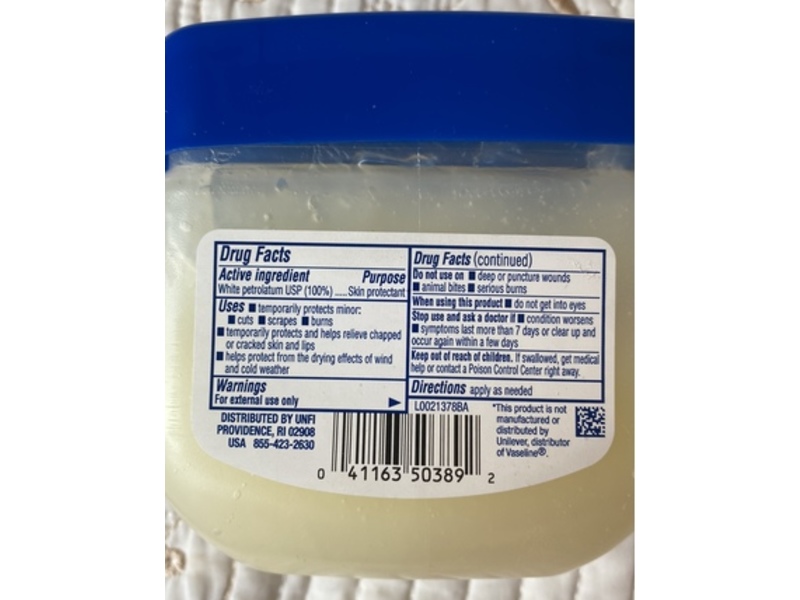 Drug Facts
Active ingredient Purpose
White petrolatum USP (100%) ..... Skin protectant
Uses ■ temporarily protects minor:
■ cuts ■ scrapes ■ burns
■ temporarily protects and helps relieve chapped
or cracked skin and lips
■ helps protect from the drying effects of wind
and cold weather
Warnings
For external use only
DISTRIBUTED BY UNFI
PROVIDENCE, RI 02908
USA 855-423-2630
Drug Facts (continued)
Do not use on ■ deep or puncture wounds
■ animal bites ■ serious burns
When using this product ■ do not get into eyes
Stop use and ask a doctor if ■ condition worsens
■ symptoms last more than 7 days or clear up and
occur again within a few days
Keep out of reach of children. If swallowed, get medical
help or contact a Poison Control Center right away.
Directions apply as needed
L0021378BA
*This product is not
manufactured or
distributed by
Unilever, distributor
of Vaseline®.
0 41163 50389 2